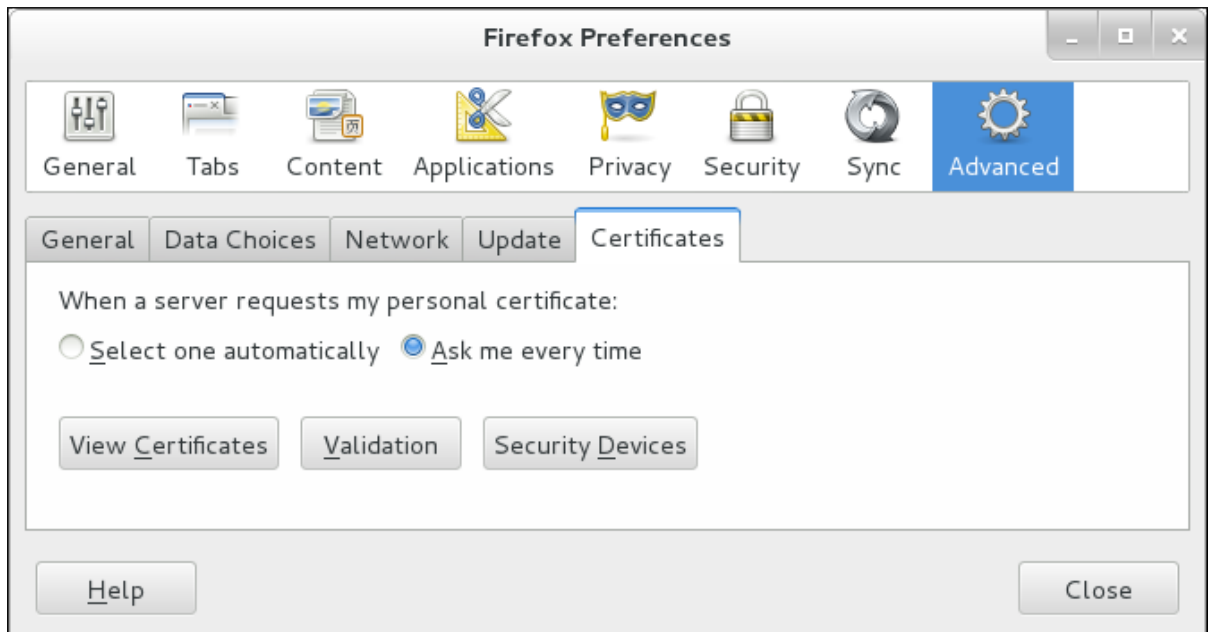 Firefox Preferences
General Tabs Content Applications Privacy Security Sync Advanced
General Data Choices Network Update Certificates
When a server requests my personal certificate:
Select one automatically Ask me every time
View Certificates Validation Security Devices
Help Close